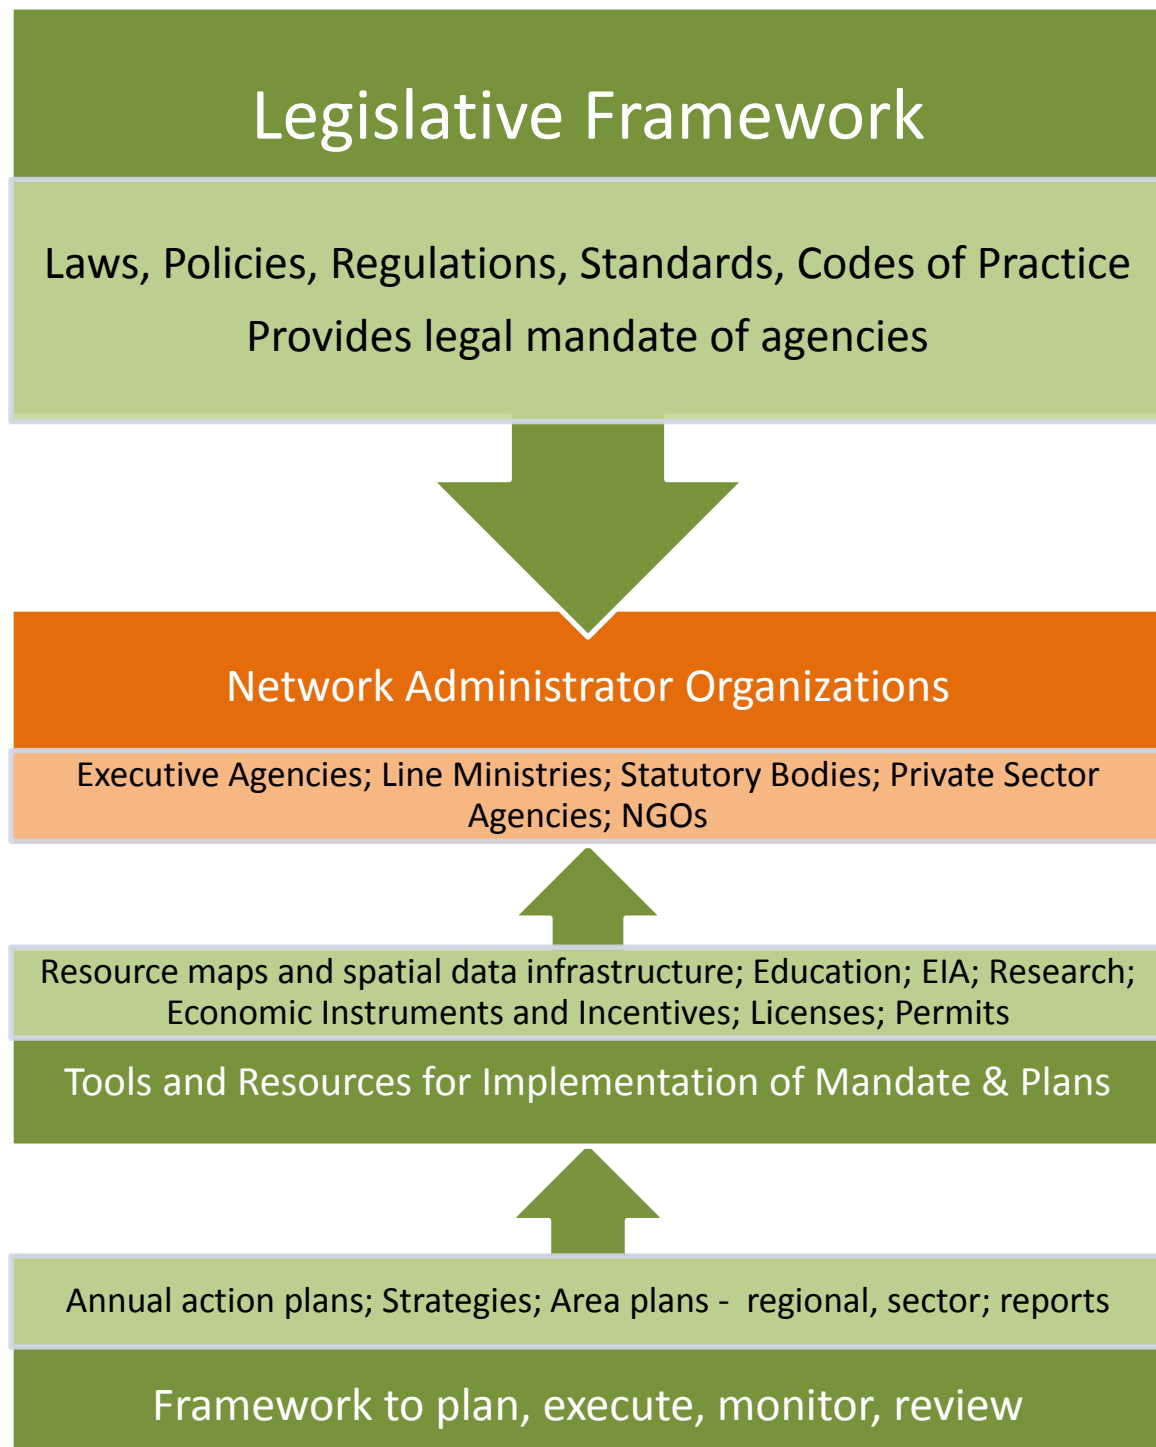 Legislative Framework
Laws, Policies, Regulations, Standards, Codes of Practice
Provides legal mandate of agencies
Network Administrator Organizations
Executive Agencies; Line Ministries; Statutory Bodies; Private Sector
Agencies; NGOs
Resource maps and spatial data infrastructure; Education; EIA; Research;
Economic Instruments and Incentives; Licenses; Permits
Tools and Resources for Implementation of Mandate & Plans
Annual action plans; Strategies; Area plans - regional, sector; reports
Framework to plan, execute, monitor, review